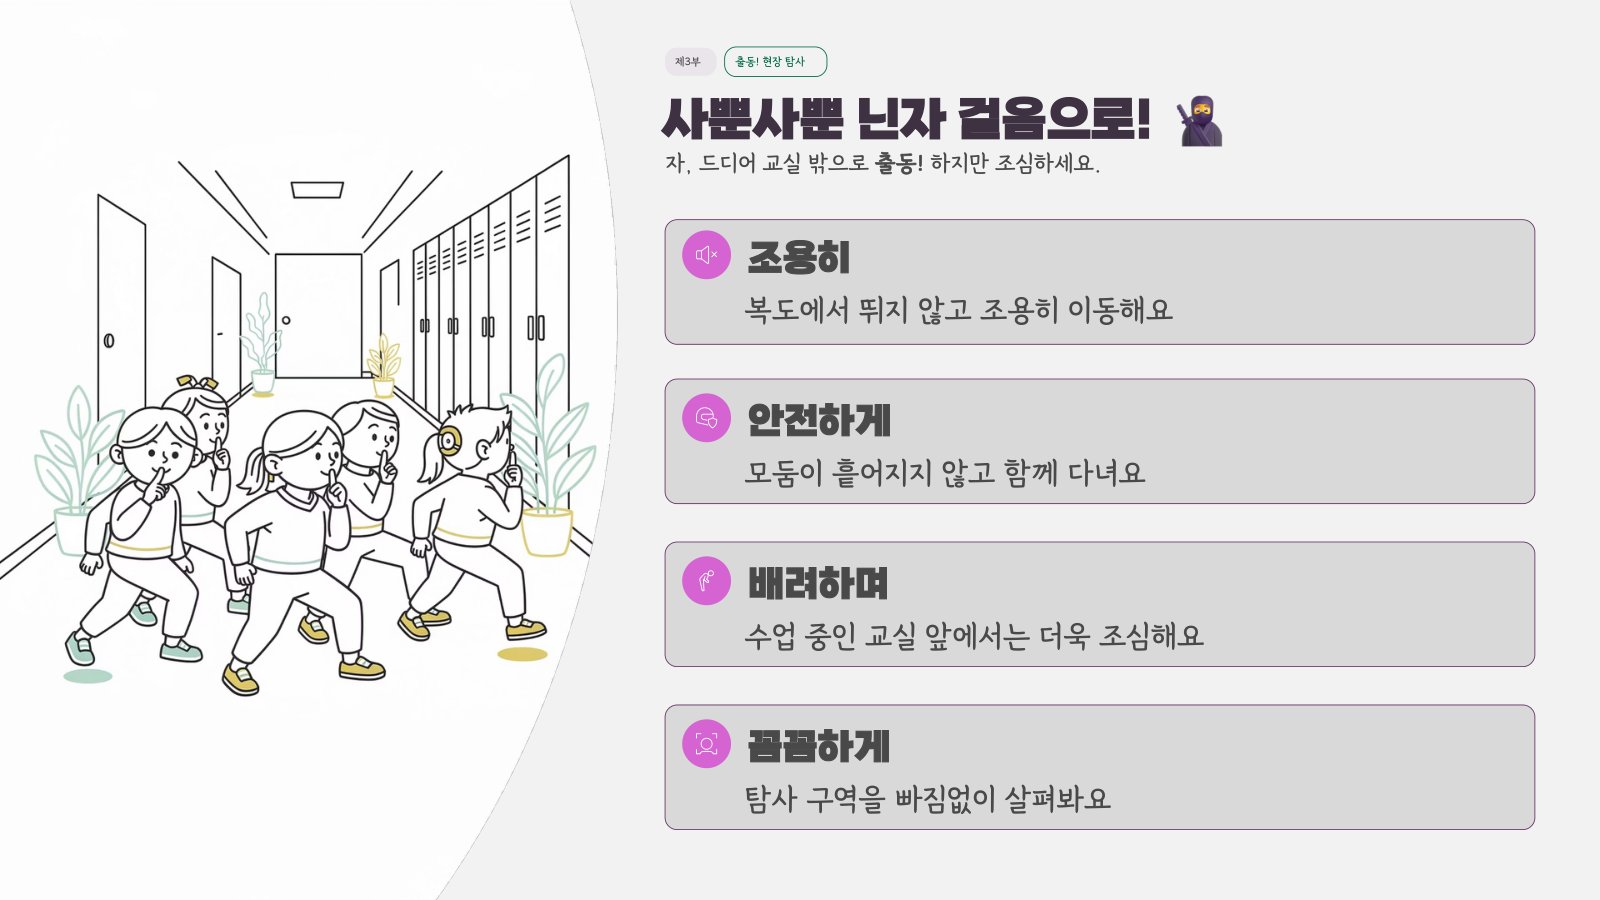 제3부
출동! 현장 탐사
사뿐사뿐 닌자 걸음으로!
자, 드디어 교실 밖으로 출동! 하지만 조심하세요.
조용히
복도에서 뛰지 않고 조용히 이동해요
안전하게
모둠이 흩어지지 않고 함께 다녀요
배려하며
수업 중인 교실 앞에서는 더욱 조심해요
꼼꼼하게
탐사 구역을 빠짐없이 살펴봐요